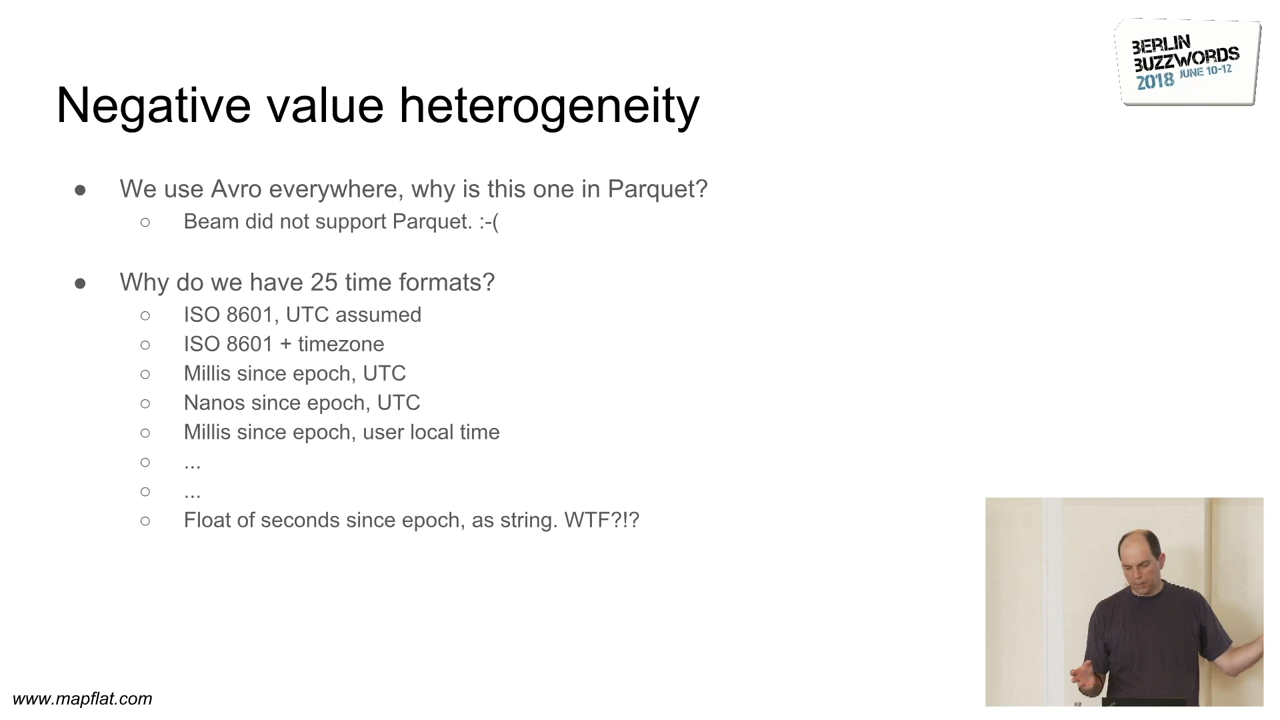 BERLIN
BUZZWORDS
2018 JUNE 10-12
Negative value heterogeneity
● We use Avro everywhere, why is this one in Parquet?
○ Beam did not support Parquet. :-(
● Why do we have 25 time formats?
○ ISO 8601, UTC assumed
○ ISO 8601 + timezone
○ Millis since epoch, UTC
○ Nanos since epoch, UTC
○ Millis since epoch, user local time
○ ...
○ ...
○ Float of seconds since epoch, as string. WTF?!?
www.mapflat.com